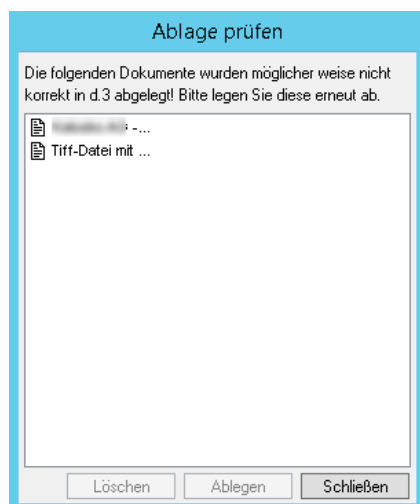 Ablage prüfen
Die folgenden Dokumente wurden möglicher weise nicht
korrekt in d.3 abgelegt! Bitte legen Sie diese erneut ab.
-...
Tiff-Datei mit ...
Löschen
Ablegen
Schließen